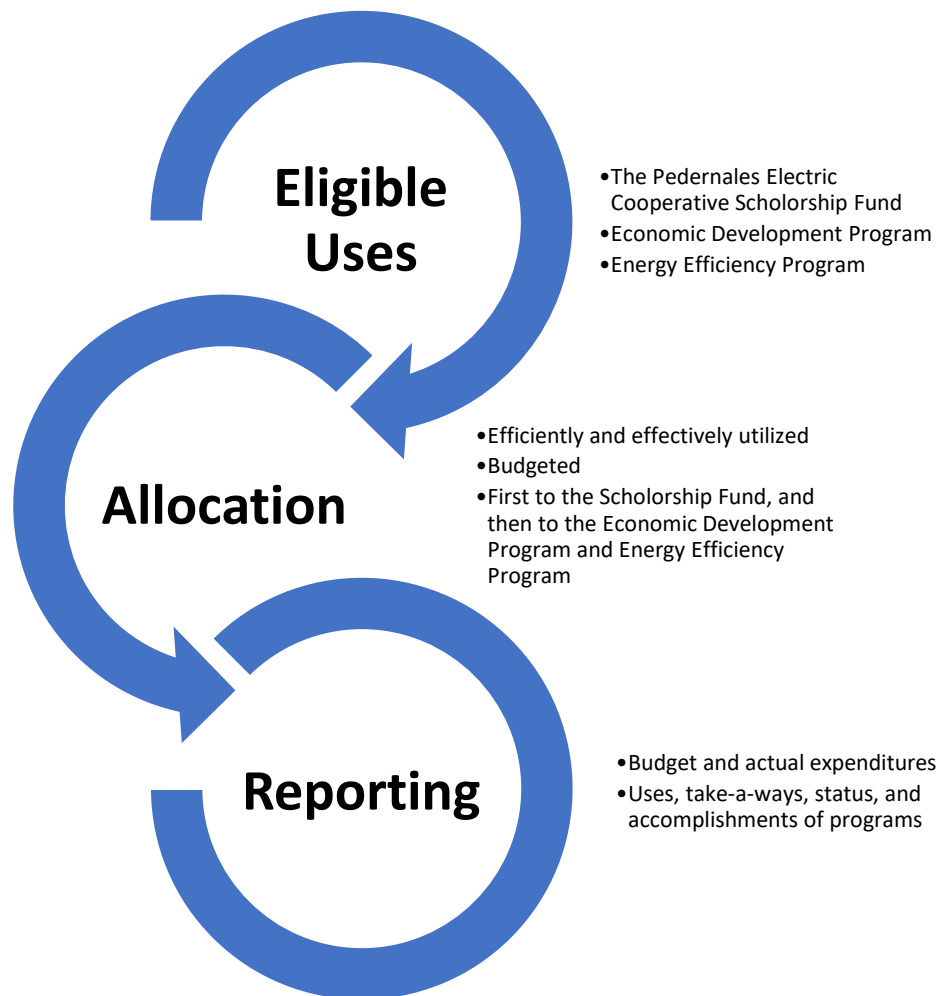 Eligible
Uses
•The Pedernales Electric
Cooperative Scholorship Fund
•Economic Development Program
•Energy Efficiency Program
Allocation
•Efficiently and effectively utilized
•Budgeted
•First to the Scholorship Fund, and
then to the Economic Development
Program and Energy Efficiency
Program
Reporting
•Budget and actual expenditures
•Uses, take-a-ways, status, and
accomplishments of programs